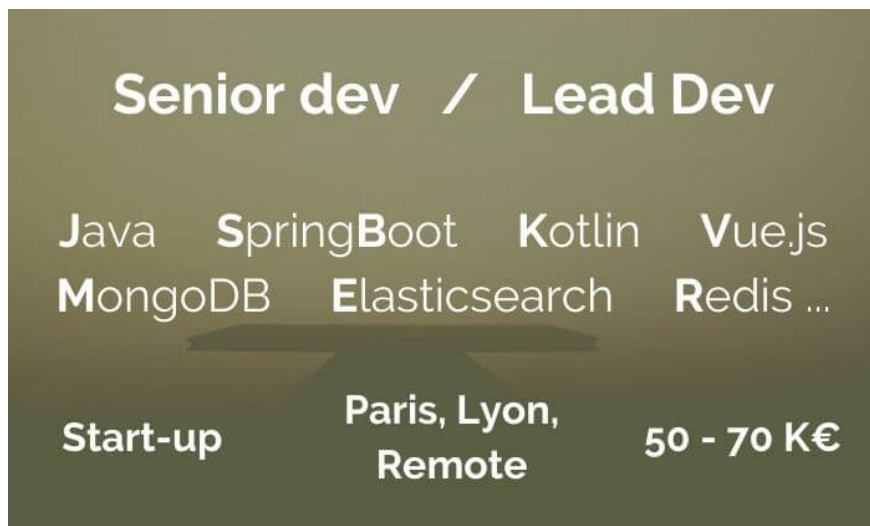 Senior dev / Lead Dev
Java SpringBoot Kotlin Vue.js
MongoDB Elasticsearch Redis ...
Start-up
Paris, Lyon,
Remote
50 - 70 K€